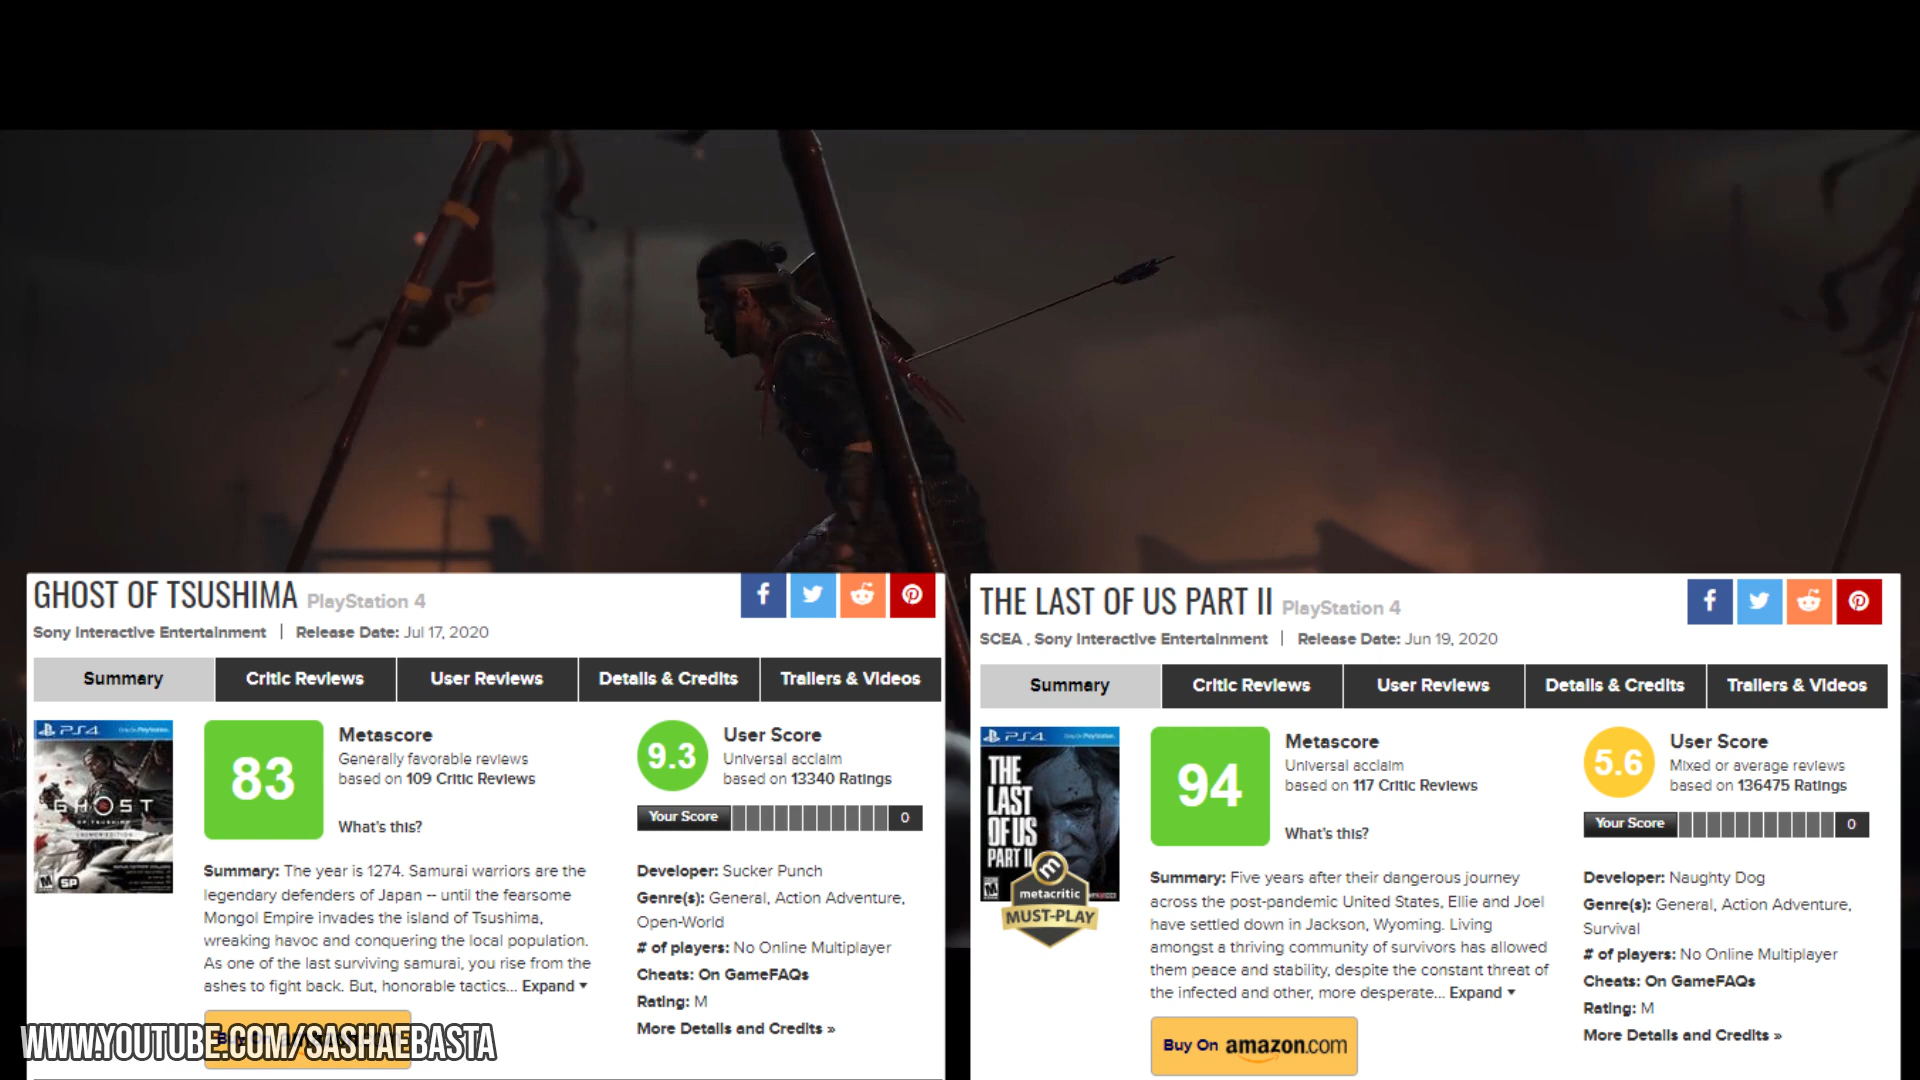 GHOST OF TSUSHIMA PlayStation 4
Sony Interactive Entertainment | Release Date: Jul 17, 2020
Summary Critic Reviews User Reviews Details & Credits Trailers & Videos
PS4
GHOST
OF TSUSHIMA
M SP
83
Metascore
Generally favorable reviews
based on 109 Critic Reviews
What's this?
9.3
User Score
Universal acclaim
based on 13340 Ratings
Your Score 0
Summary: The year is 1274. Samurai warriors are the
legendary defenders of Japan -- until the fearsome
Mongol Empire invades the island of Tsushima,
wreaking havoc and conquering the local population.
As one of the last surviving samurai, you rise from the
ashes to fight back. But, honorable tactics... Expand
Developer: Sucker Punch
Genre(s): General, Action Adventure,
Open-World
# of players: No Online Multiplayer
Cheats: On GameFAQs
Rating: M
More Details and Credits »
WWW.YOUTUBE.COM/SASHAEBASTA
THE LAST OF US PART II PlayStation 4
SCEA , Sony Interactive Entertainment | Release Date: Jun 19, 2020
Summary Critic Reviews User Reviews Details & Credits Trailers & Videos
PS4
THE
LAST
OF US
PART II
M
metacritic
MUST-PLAY
94
Metascore
Universal acclaim
based on 117 Critic Reviews
What's this?
5.6
User Score
Mixed or average reviews
based on 136475 Ratings
Your Score 0
Summary: Five years after their dangerous journey
across the post-pandemic United States, Ellie and Joel
have settled down in Jackson, Wyoming. Living
amongst a thriving community of survivors has allowed
them peace and stability, despite the constant threat of
the infected and other, more desperate... Expand
Buy On amazon.com
Developer: Naughty Dog
Genre(s): General, Action Adventure,
Survival
# of players: No Online Multiplayer
Cheats: On GameFAQs
Rating: M
More Details and Credits »